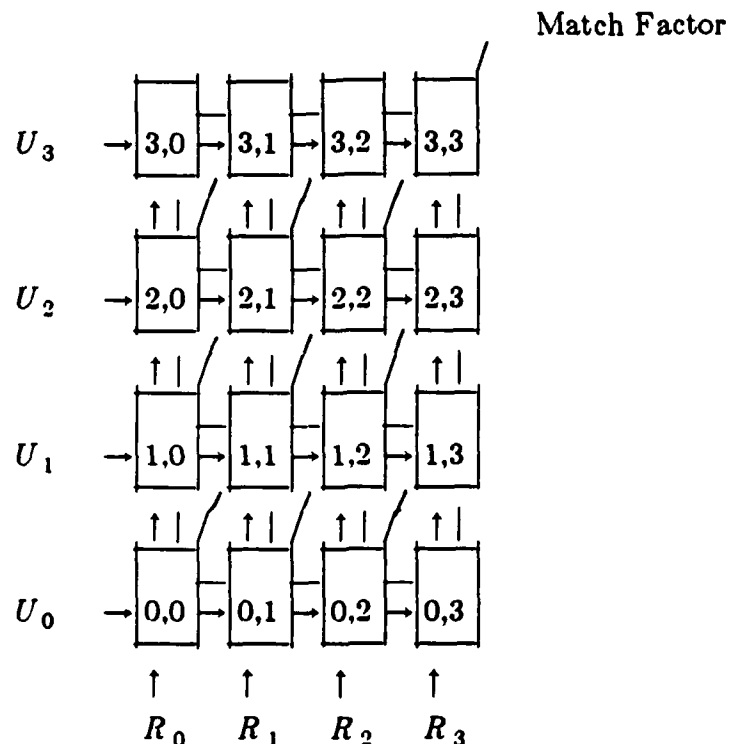 Match Factor
U3 3,0 3,1 3,2 3,3
U2 2,0 2,1 2,2 2,3
U1 1,0 1,1 1,2 1,3
U0 0,0 0,1 0,2 0,3
R0 R1 R2 R3